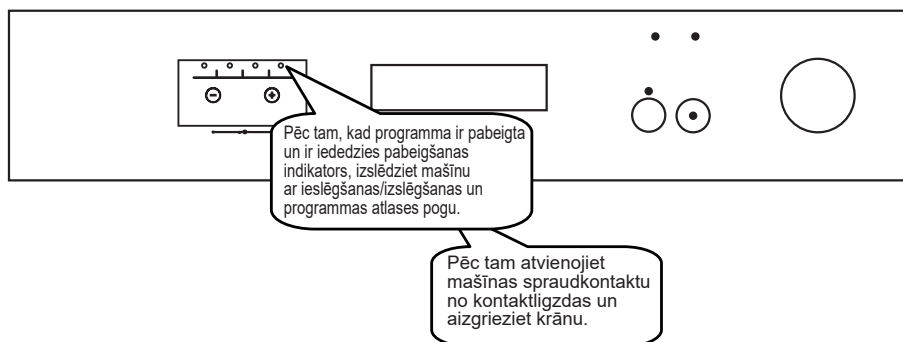 Pēc tam, kad programma ir pabeigta
un ir iededzies pabeigšanas
indikators, izslēdziet mašīnu
ar ieslēgšanas/izslēgšanas un
programmas atlases pogu.
Pēc tam atvienojiet
mašīnas spraudkontaktu
no kontaktligzdas un
aizgrieziet krānu.